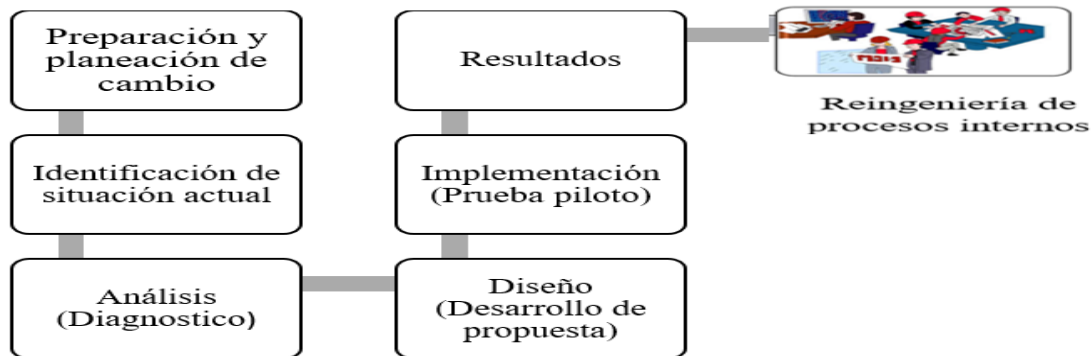 Preparación y
planeación de
cambio
Identificación de
situación actual
Análisis
(Diagnostico)
Diseño
(Desarrollo de
propuesta)
Implementación
(Prueba piloto)
Resultados
Reingeniería de
procesos internos